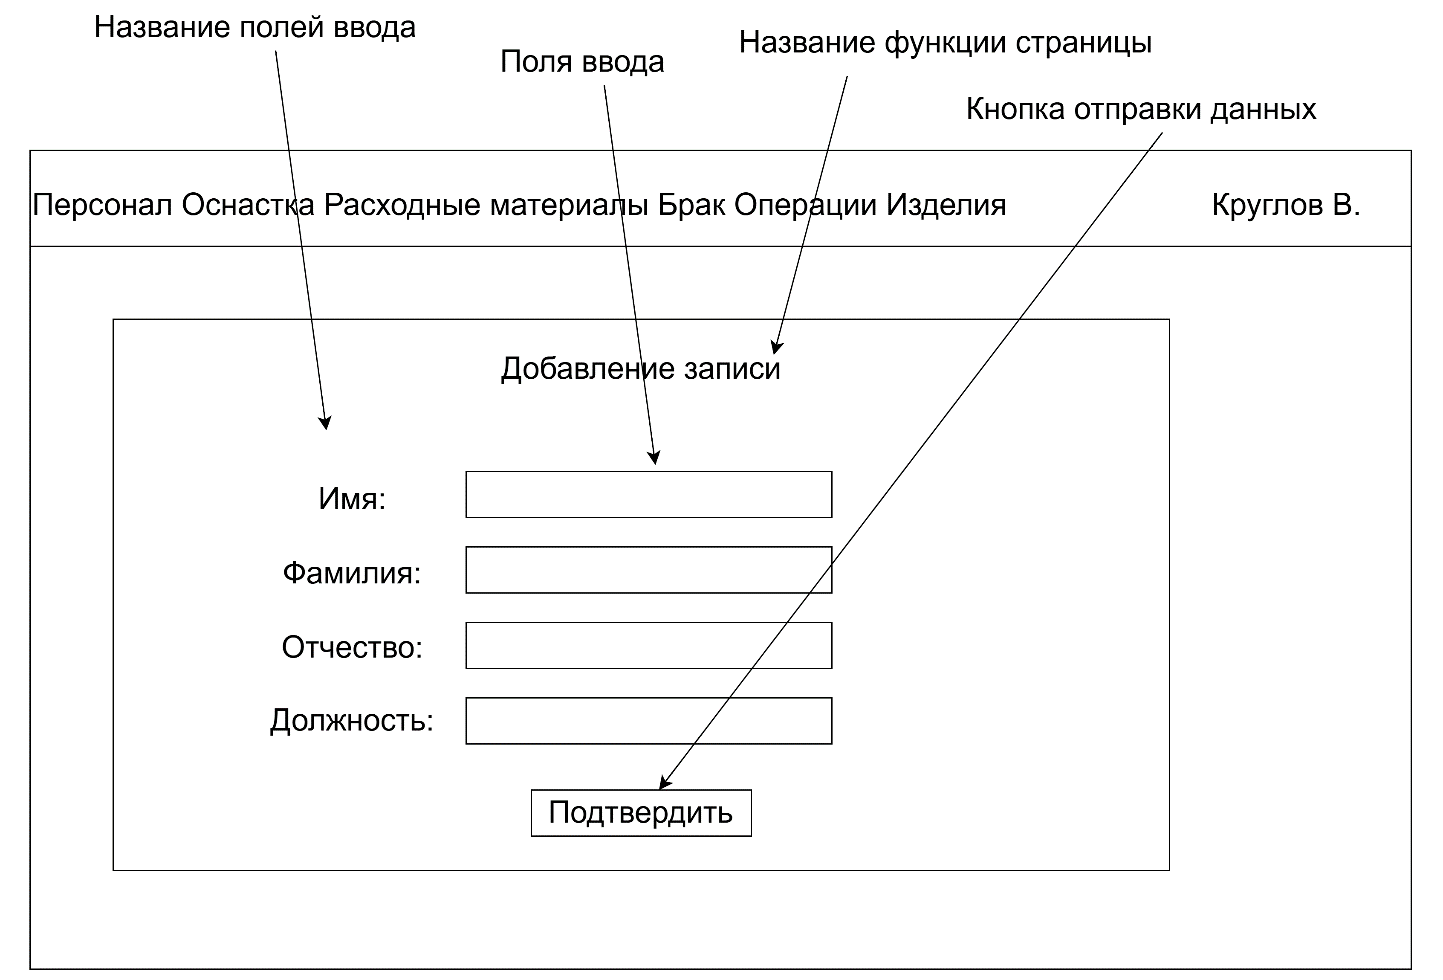 Название полей ввода
Поля ввода
Название функции страницы
Кнопка отправки данных
Персонал Оснастка Расходные материалы Брак Операции Изделия
Круглов В.
Добавление записи
Имя:
Фамилия:
Отчество:
Должность:
Подтвердить